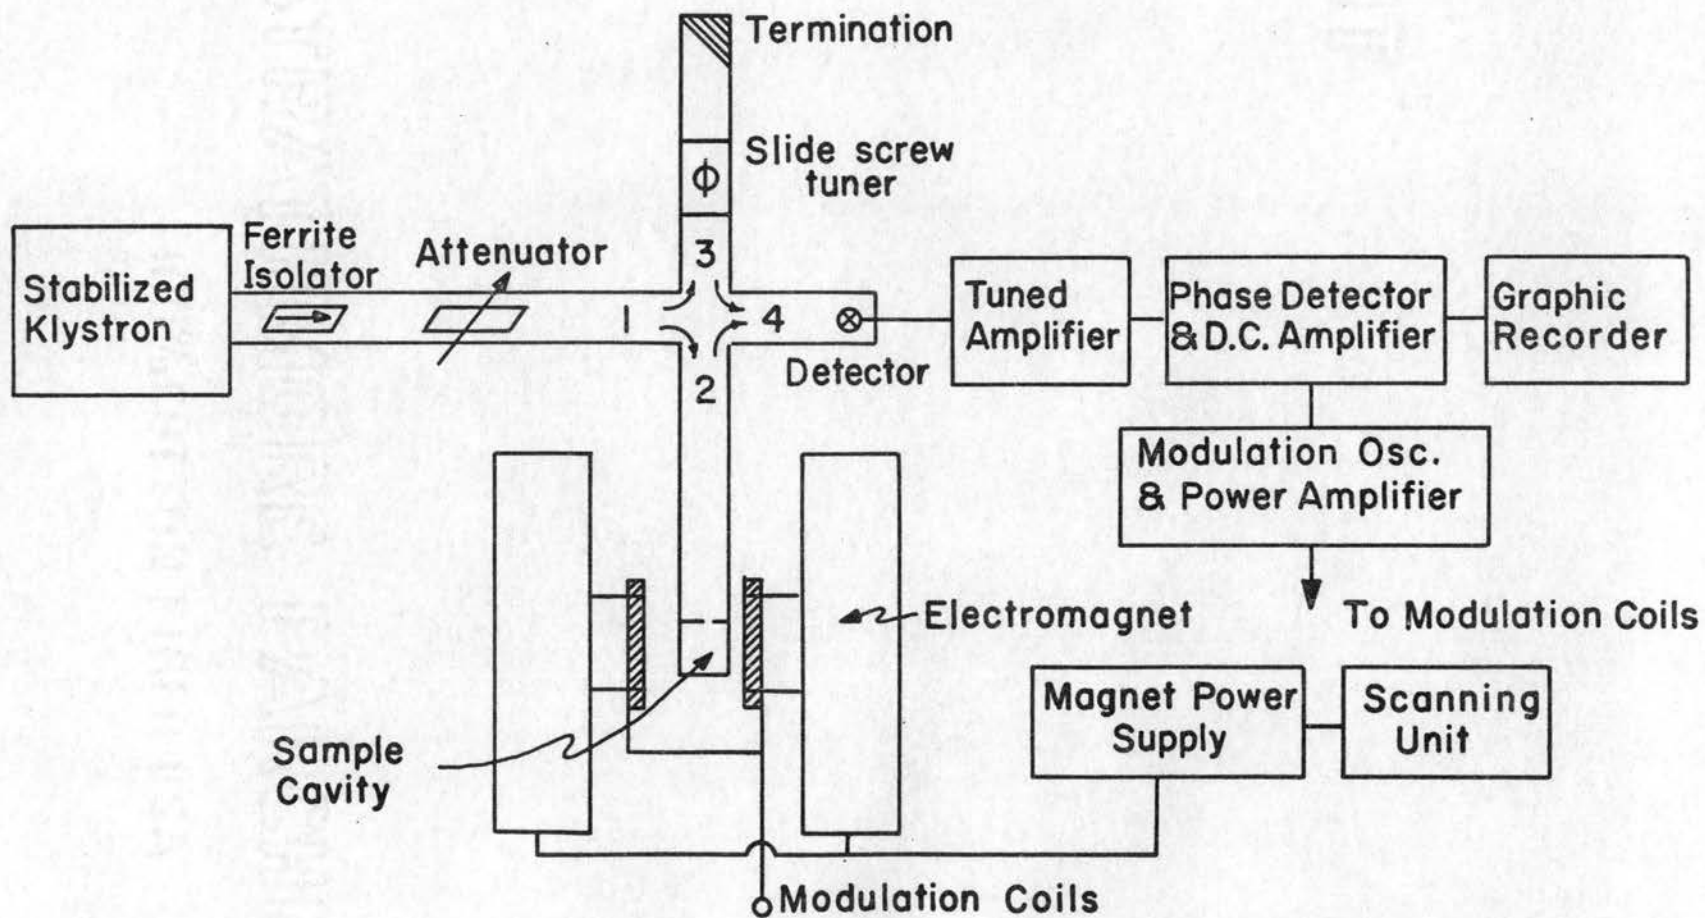 Termination
Slide screw
tuner
Φ
Ferrite
Isolator
Attenuator
Stabilized
Klystron
1
3
4
2
Detector
Tuned
Amplifier
Phase Detector
& D.C. Amplifier
Graphic
Recorder
Modulation Osc.
& Power Amplifier
To Modulation Coils
Electromagnet
Magnet Power
Supply
Scanning
Unit
Sample
Cavity
Modulation Coils